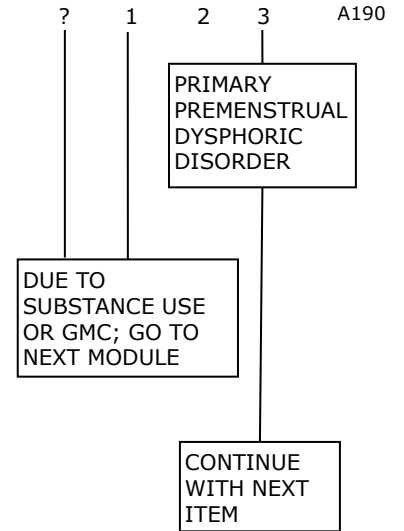 ? 1 2 3 A190
PRIMARY
PREMENSTRUAL
DYSPHORIC
DISORDER
DUE TO
SUBSTANCE USE
OR GMC; GO TO
NEXT MODULE
CONTINUE
WITH NEXT
ITEM